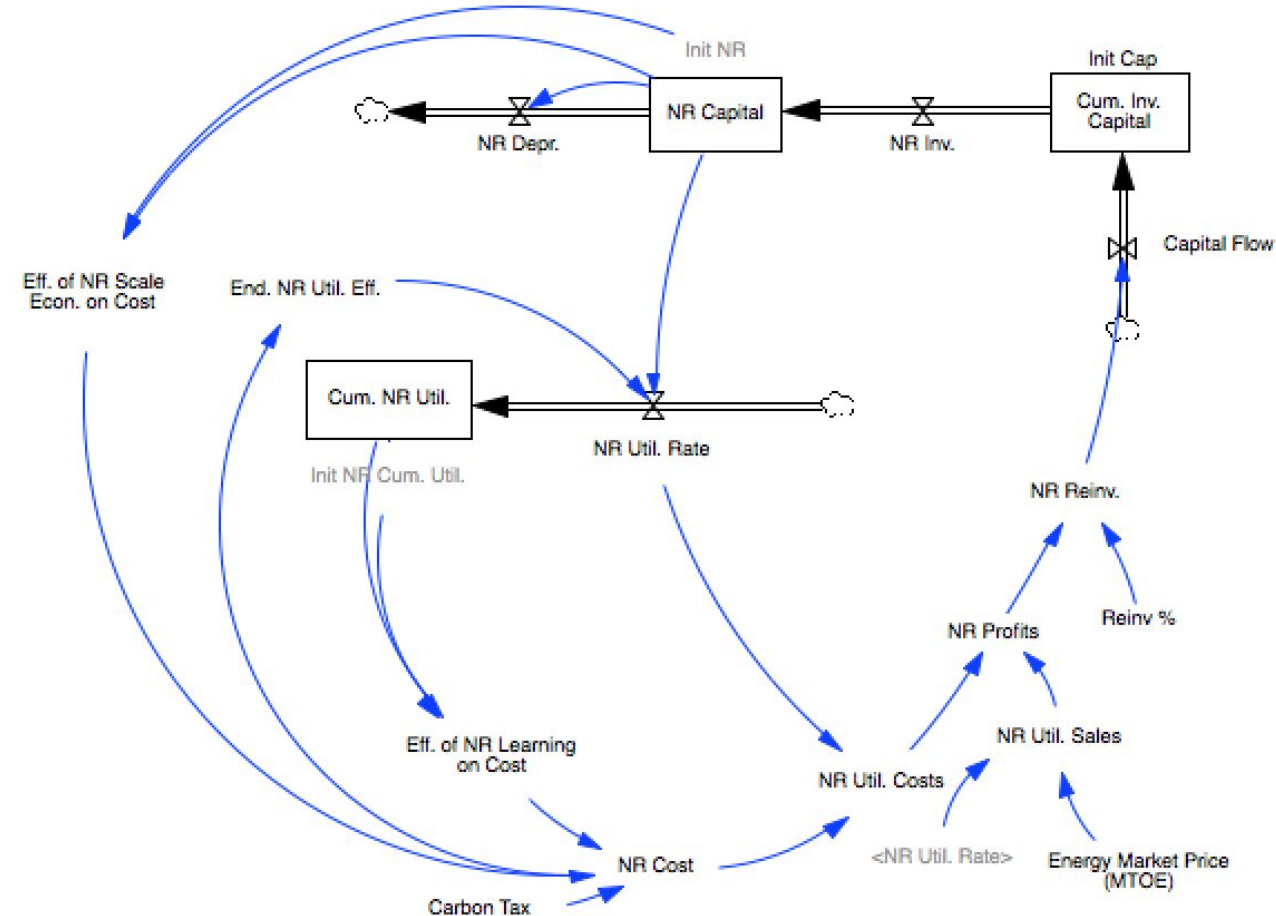 Init NR
Init Cap
NR Capital
Cum. Inv.
Capital
NR Depr.
NR Inv.
Capital Flow
Eff. of NR Scale
Econ. on Cost
End. NR Util. Eff.
Cum. NR Util.
NR Util. Rate
Init NR Cum. Util.
NR Reinv.
Reinv %
NR Profits
NR Util. Sales
Eff. of NR Learning
on Cost
NR Util. Costs
<NR Util. Rate>
Energy Market Price
(MTOE)
NR Cost
Carbon Tax